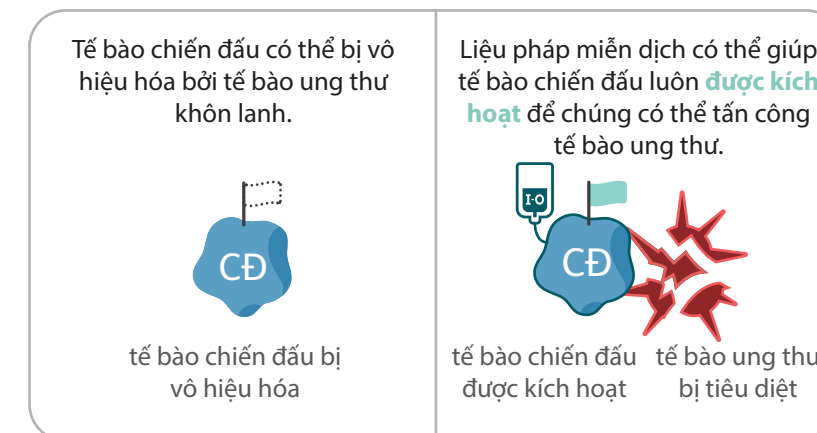 Tế bào chiến đấu có thể bị vô
hiệu hóa bởi tế bào ung thư
khôn lanh.
CĐ
tế bào chiến đấu bị
vô hiệu hóa
Liệu pháp miễn dịch có thể giúp
tế bào chiến đấu luôn được kích
hoạt để chúng có thể tấn công
tế bào ung thư.
I-O
CĐ
tế bào chiến đấu
được kích hoạt
tế bào ung thư
bị tiêu diệt